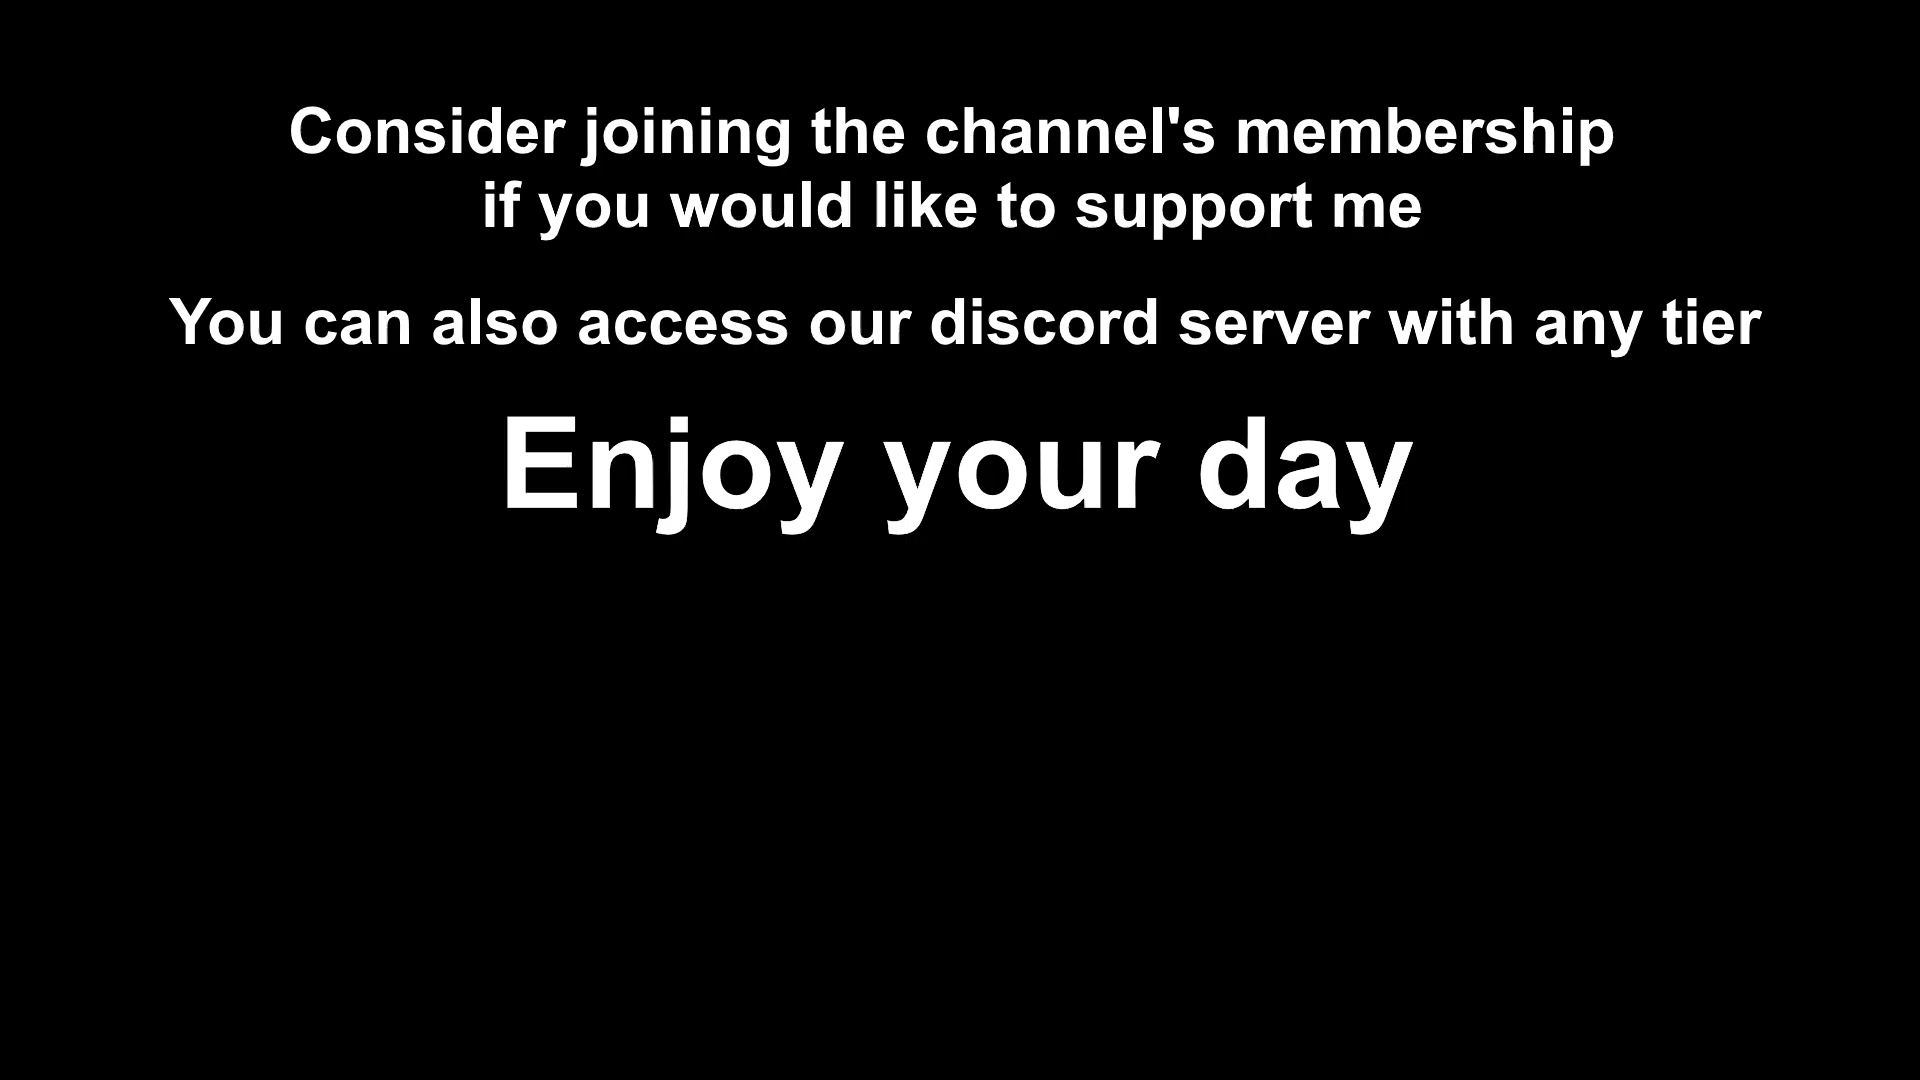 Consider joining the channel's membership
if you would like to support me
You can also access our discord server with any tier
Enjoy your day